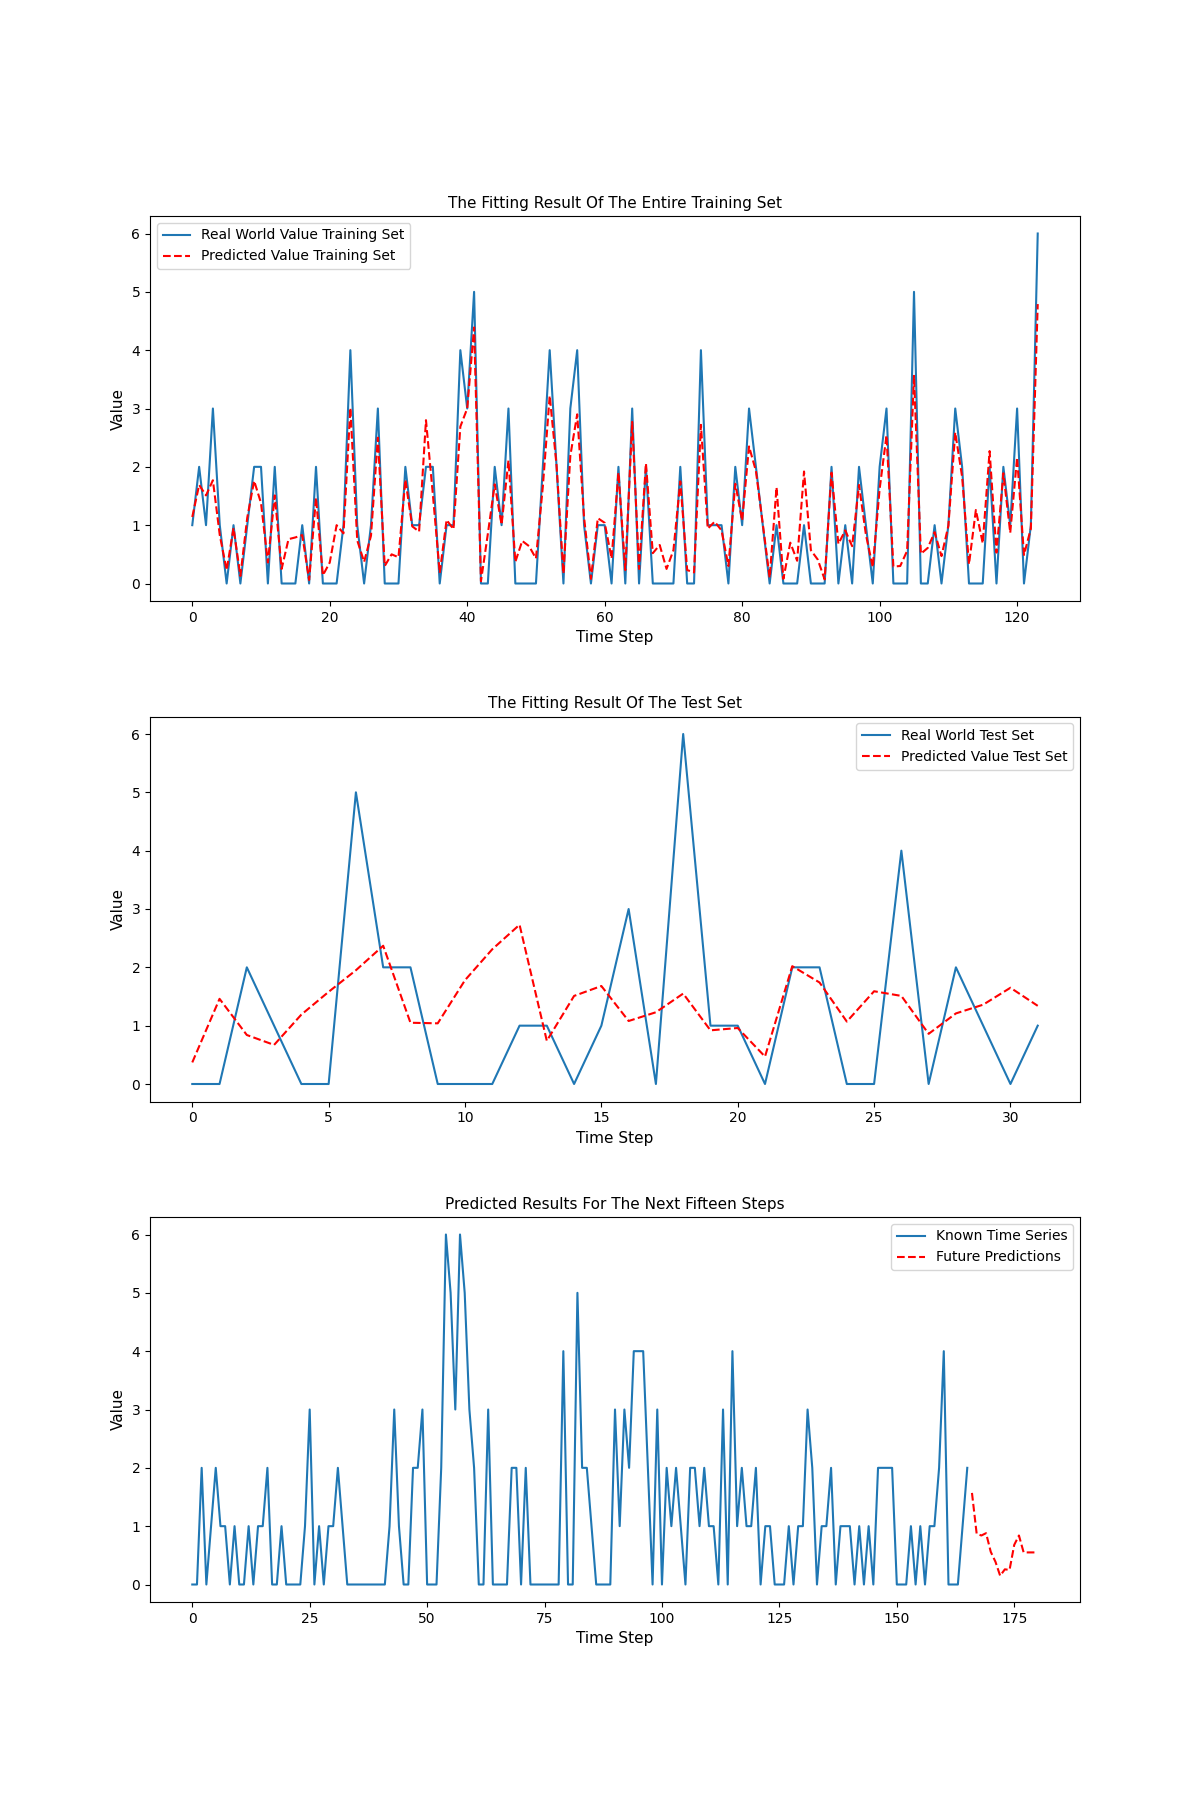 The Fitting Result Of The Entire Training Set
Real World Value Training Set
Predicted Value Training Set
Value
6
5
4
3
2
1
0
0 20 40 60 80 100 120
Time Step
The Fitting Result Of The Test Set
Real World Test Set
Predicted Value Test Set
Value
6
5
4
3
2
1
0
0 5 10 15 20 25 30
Time Step
Predicted Results For The Next Fifteen Steps
Known Time Series
Future Predictions
Value
6
5
4
3
2
1
0
0 25 50 75 100 125 150 175
Time Step